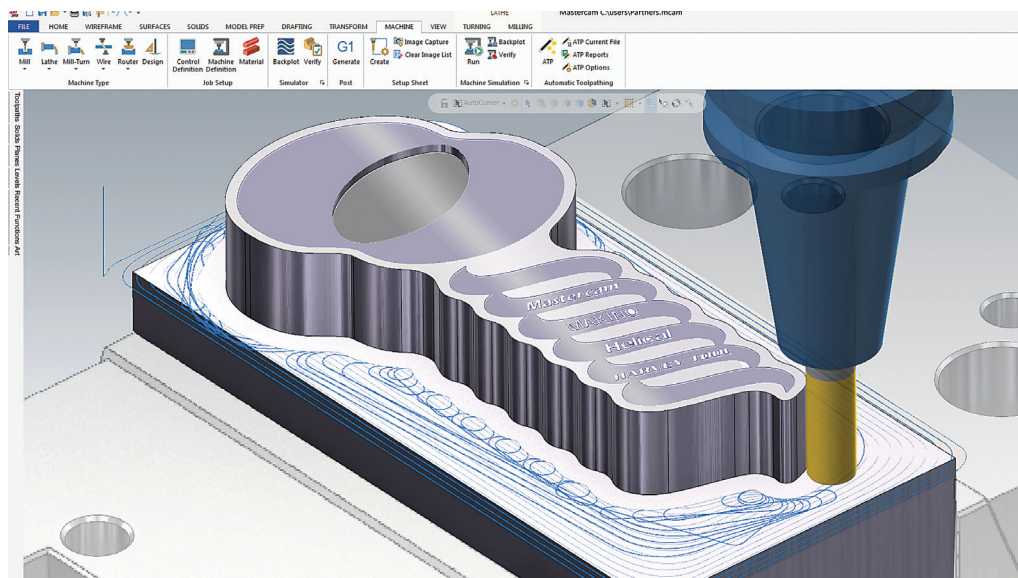 LATHE Mastercam C:\Users\Partners.mcam
FILE HOME WIREFRAME SURFACES SOLIDS MODEL PREP DRAFTING TRANSFORM MACHINE VIEW TURNING MILLING
Mill Lathe Mill-Turn Wire Router Design
Machine Type
Control Definition Machine Definition Material
Job Setup
Backplot Verify
Simulator
G1
Generate
Post
Create
Image Capture
Clear Image List
Setup Sheet
Run
Backplot
Verify
Machine Simulation
ATP
ATP Current File
ATP Reports
ATP Options
Automatic Toolpathing
AutoCursor
Toolpaths Solids Planes Levels Recent Functions Art
Mastercam
MAKINO
Helical
HARVEY TOOL